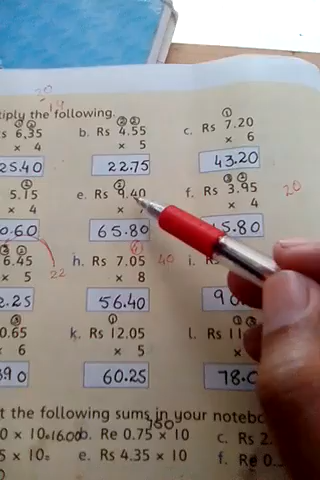 20
19
tiply the following.
s 6.35 b. Rs 4.55 c. Rs 7.20
× 4 × 5 × 6
25.40 22.75 43.20
5.15 e. Rs 9.40 f. Rs 3.95 20
× 4 × × 4
0.60 65.80 15.80
6.45 h. Rs 7.05 40 i.
× 5 22 × 8
2.25 56.40 90
0.65 k. Rs 12.05 l. Rs 11
× 6 × 5 ×
390 60.25 78.0
t the following sums in your noteb
0 × 10 = 16.00 b. Re 0.75 × 10 c. Rs 2.
5 × 10 = e. Rs 4.35 × 10 f. Re 0.